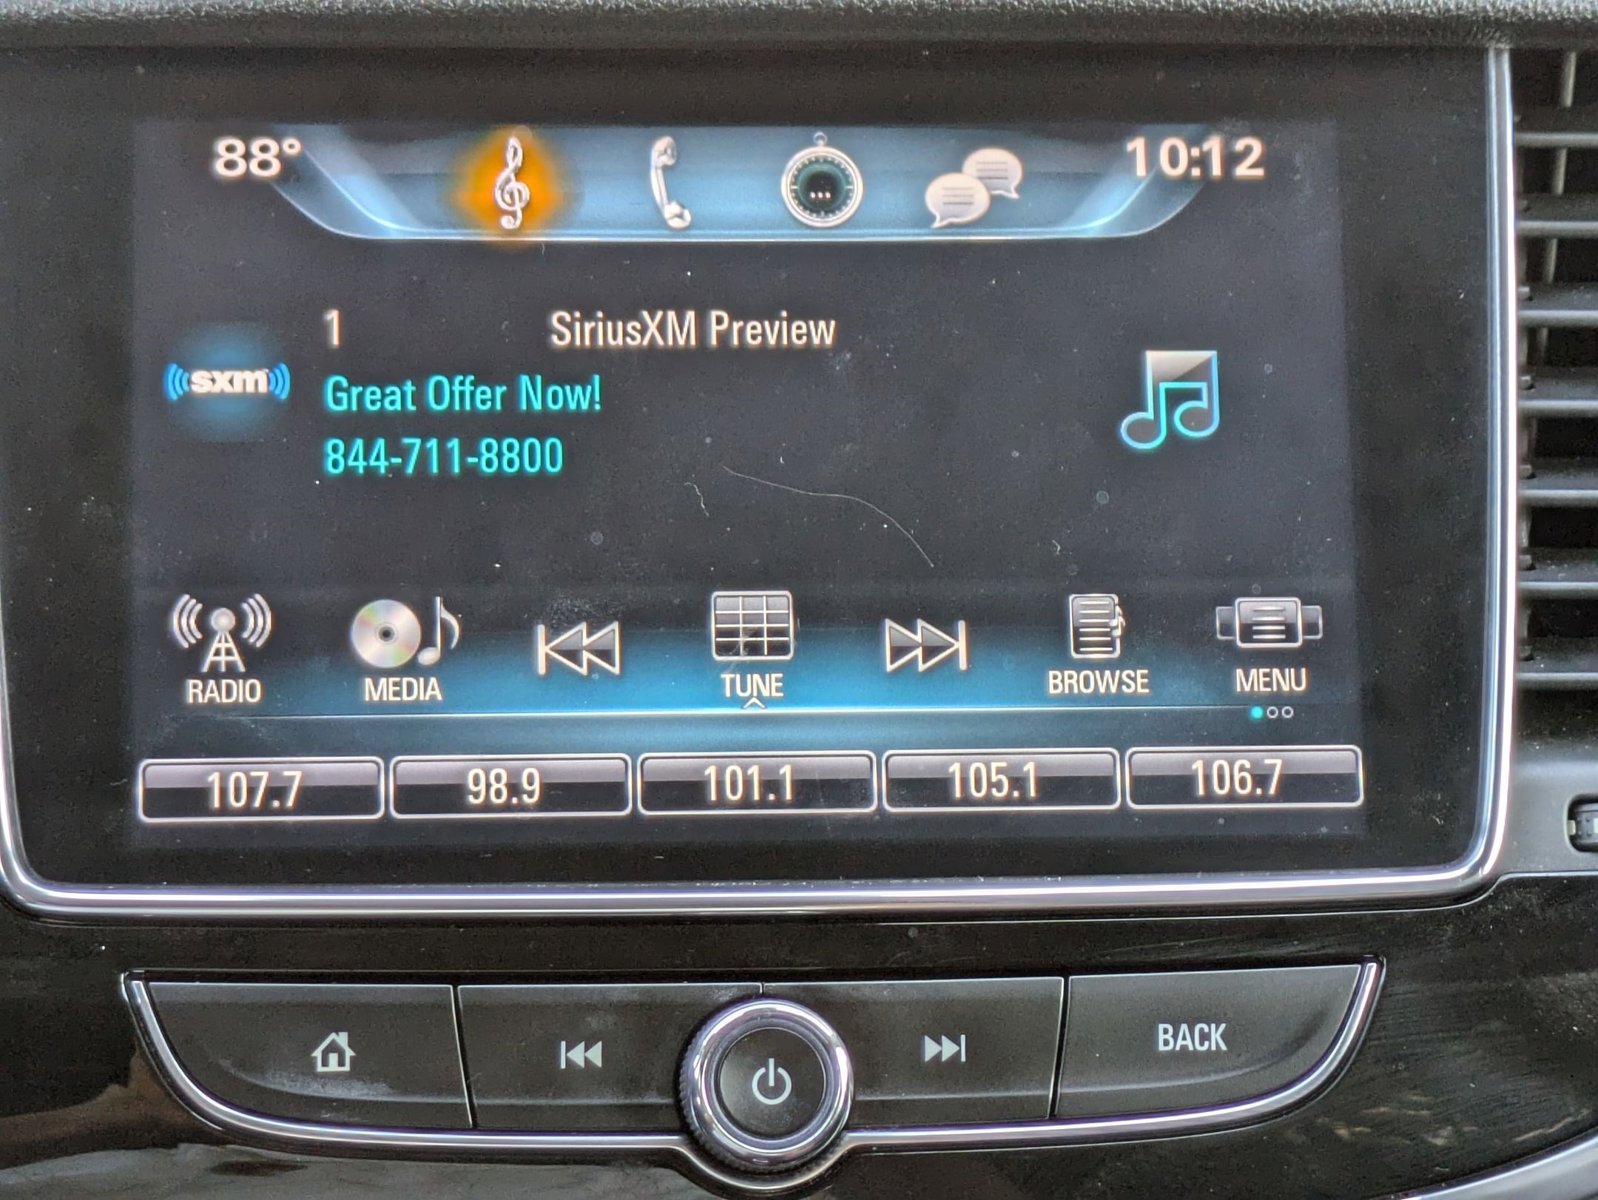 88°
10:12
1 SiriusXM Preview
sxm
Great Offer Now!
844-711-8800
RADIO MEDIA TUNE BROWSE MENU
107.7 98.9 101.1 105.1 106.7
BACK